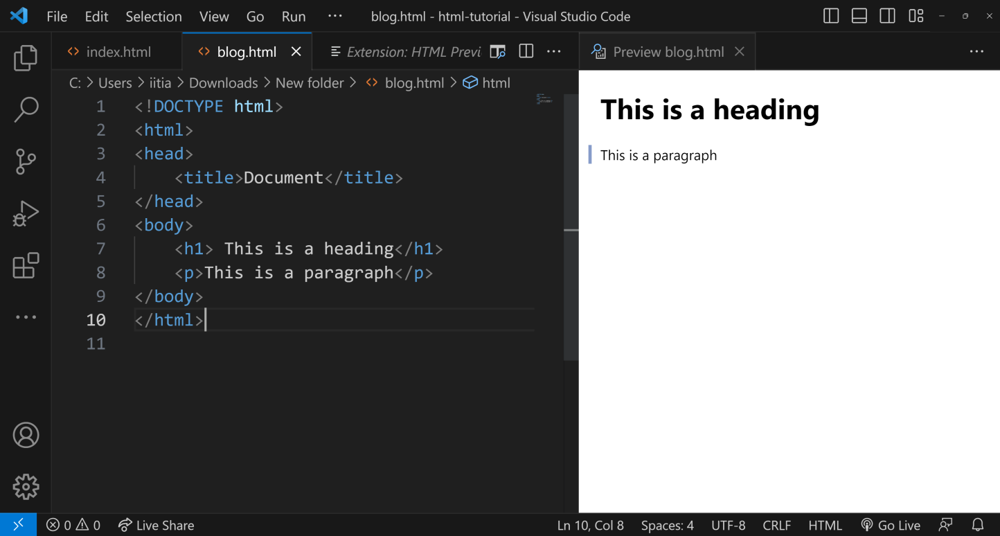 File Edit Selection View Go Run ··· blog.html - html-tutorial - Visual Studio Code
index.html blog.html Extension: HTML Previ Preview blog.html
C: > Users > iitia > Downloads > New folder > blog.html > html
1 <!DOCTYPE html>
2 <html>
3 <head>
4     <title>Document</title>
5 </head>
6 <body>
7     <h1> This is a heading</h1>
8     <p>This is a paragraph</p>
9 </body>
10 </html>
11
This is a heading
This is a paragraph
0 0 Live Share Ln 10, Col 8 Spaces: 4 UTF-8 CRLF HTML Go Live